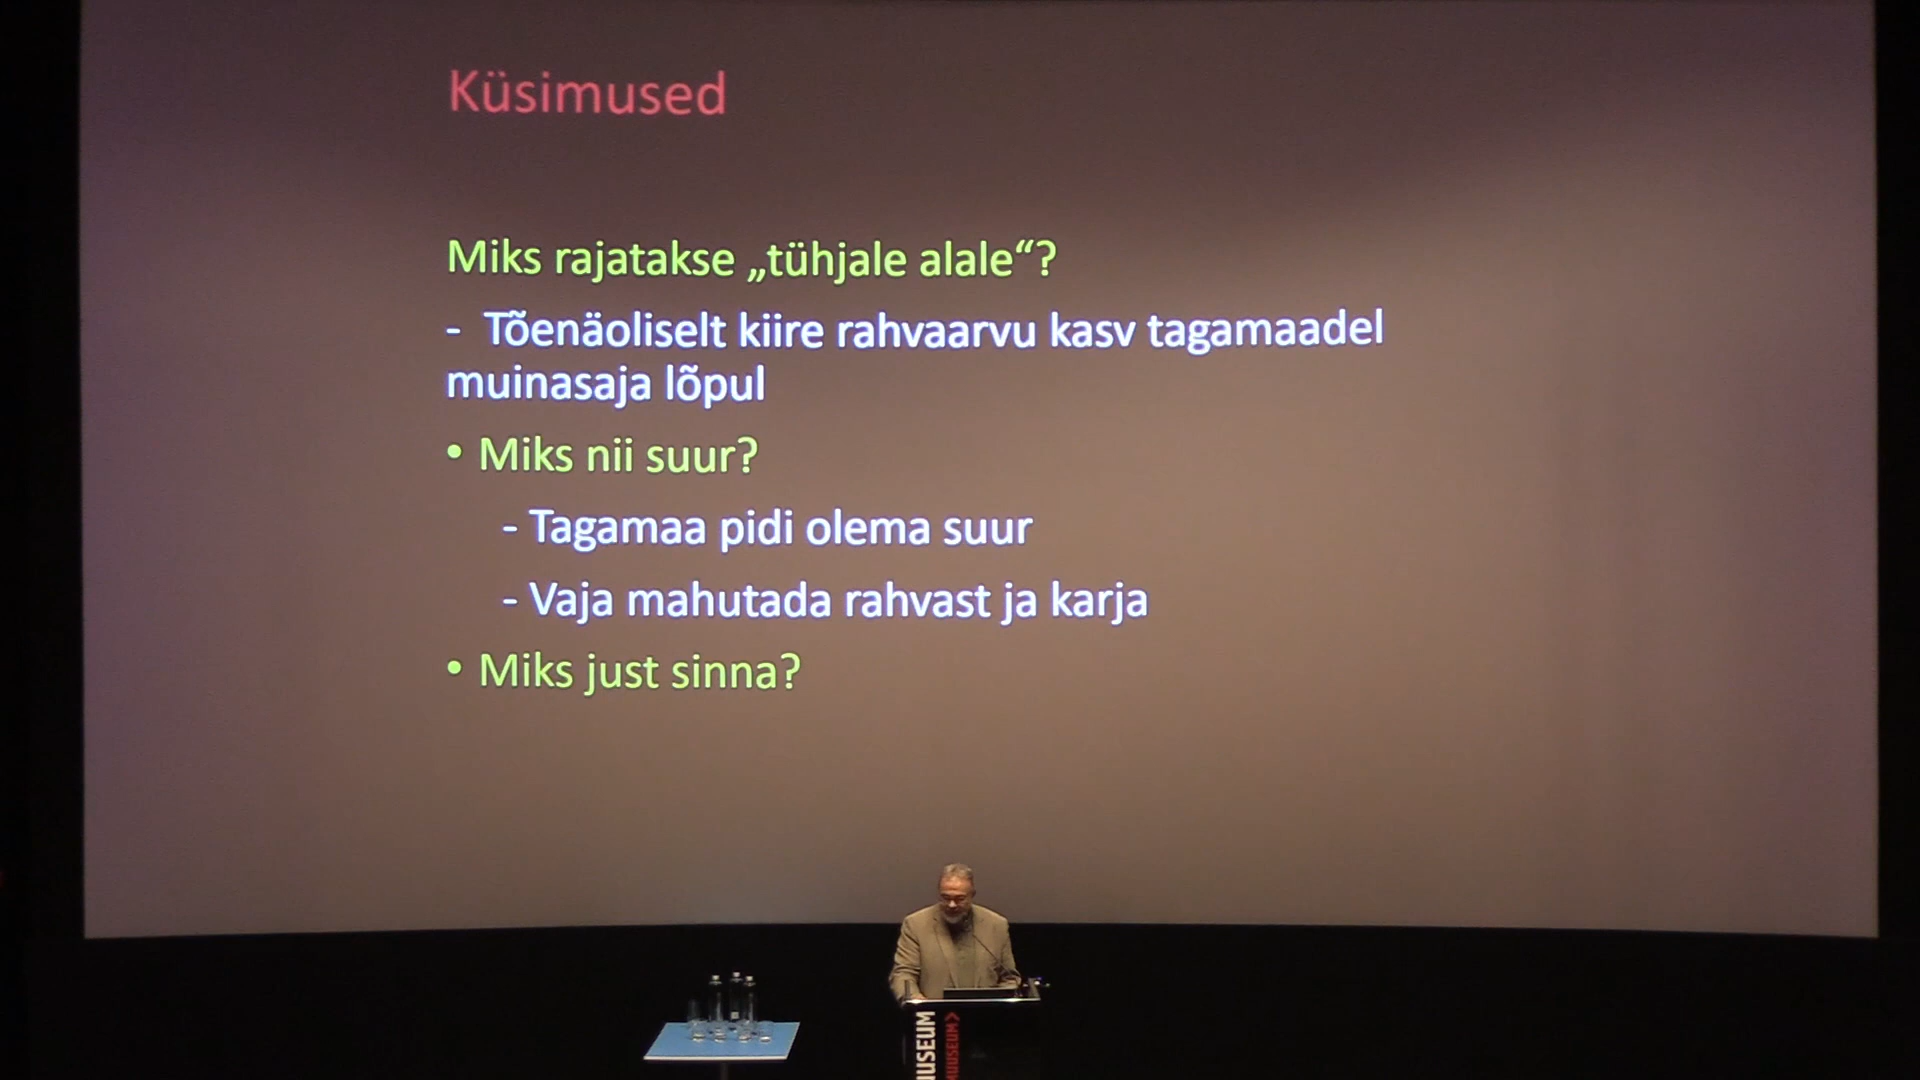 Küsimused
Miks rajatakse „tühjale alale“?
- Tõenäoliselt kiire rahvaarvu kasv tagamaadel
muinasaja lõpul
• Miks nii suur?
- Tagamaa pidi olema suur
- Vaja mahutada rahvast ja karja
• Miks just sinna?